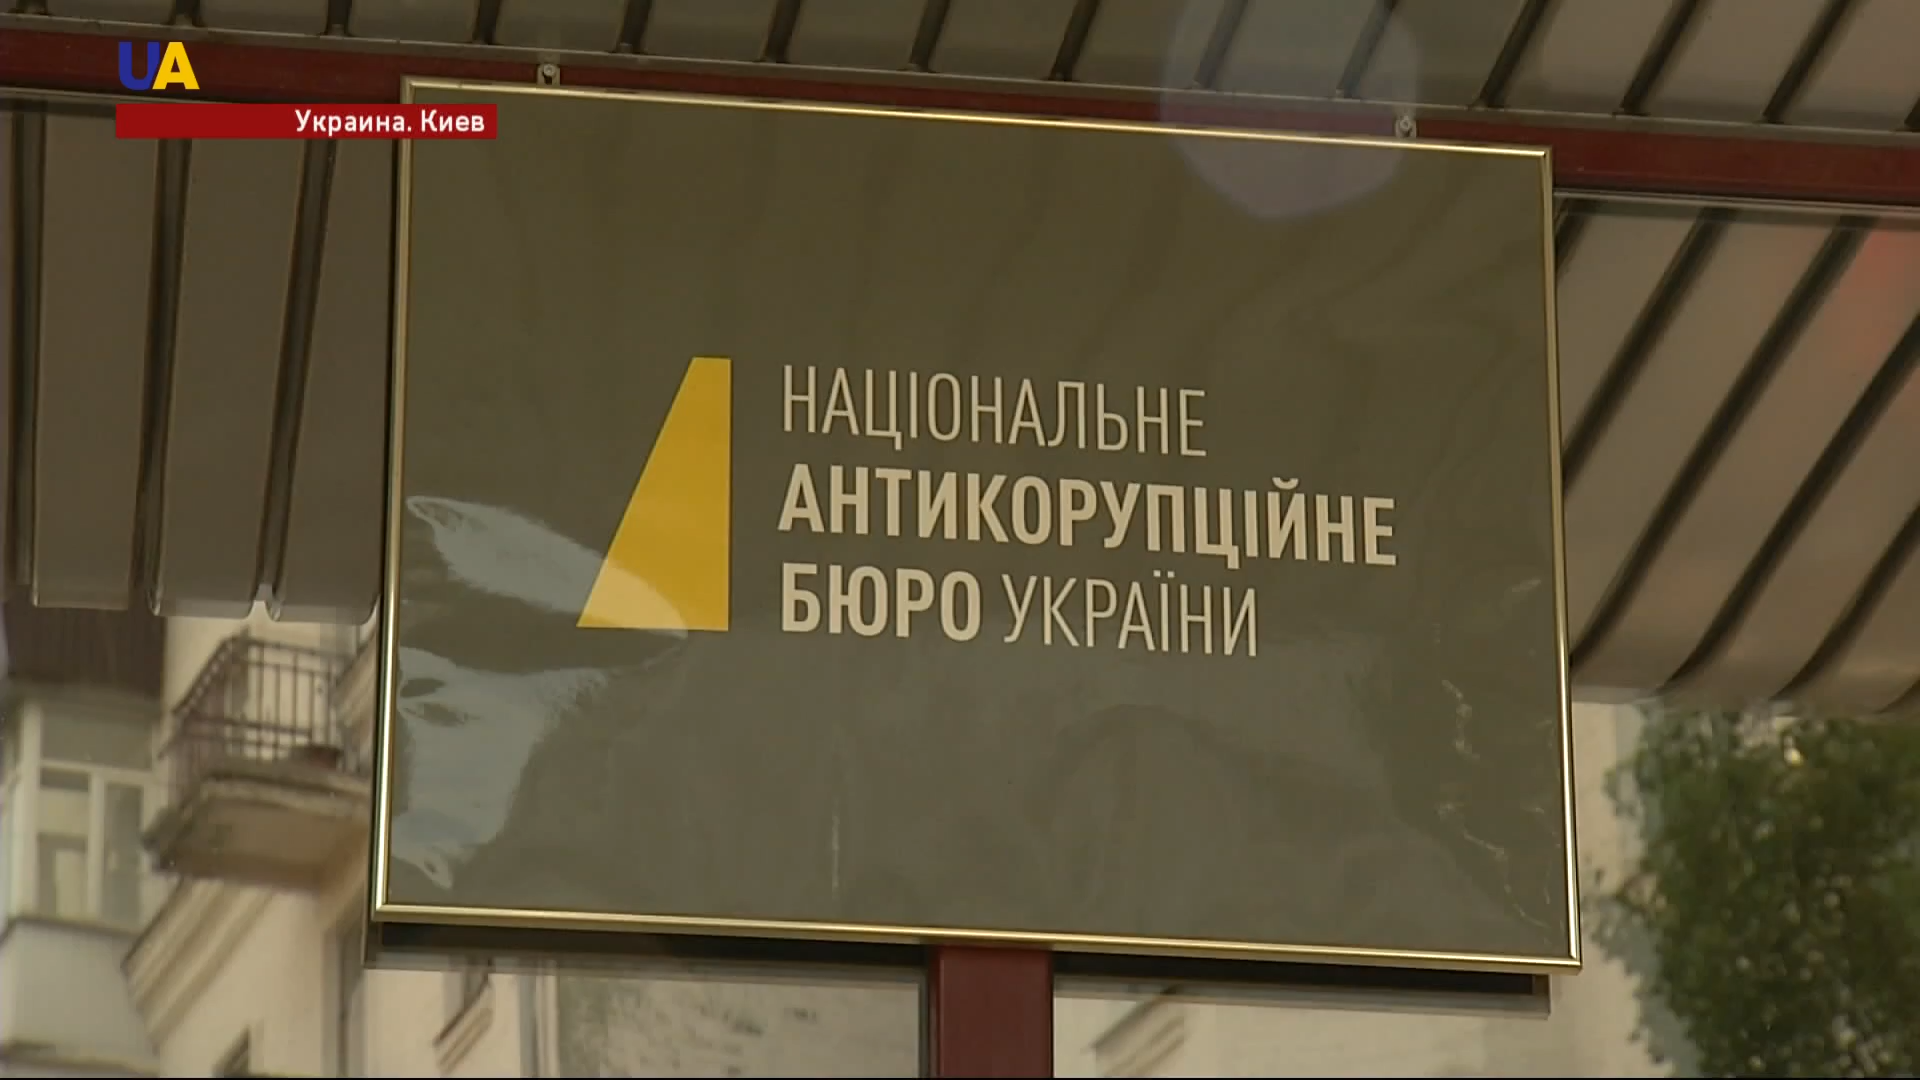 UA
Украина. Киев
НАЦІОНАЛЬНЕ
АНТИКОРУПЦІЙНЕ
БЮРО УКРАЇНИ